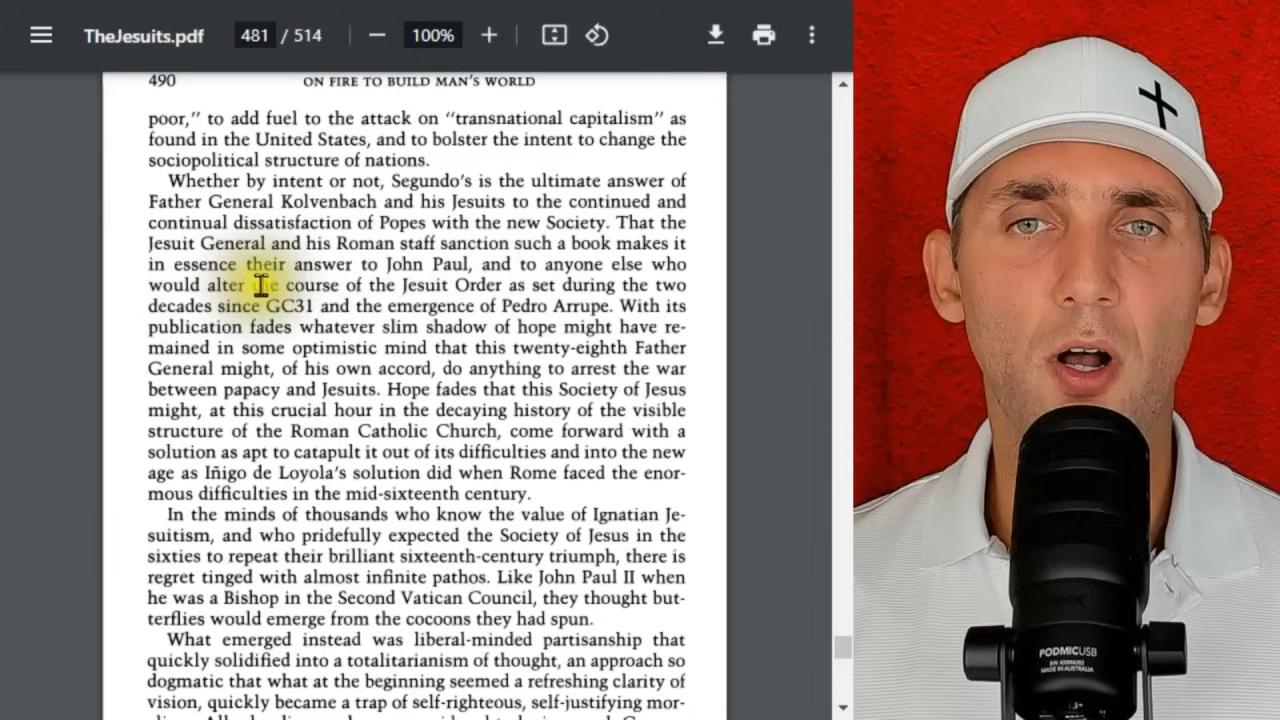 TheJesuits.pdf 481 / 514 100%
490 ON FIRE TO BUILD MAN'S WORLD
poor," to add fuel to the attack on "transnational capitalism" as
found in the United States, and to bolster the intent to change the
sociopolitical structure of nations.
Whether by intent or not, Segundo's is the ultimate answer of
Father General Kolvenbach and his Jesuits to the continued and
continual dissatisfaction of Popes with the new Society. That the
Jesuit General and his Roman staff sanction such a book makes it
in essence their answer to John Paul, and to anyone else who
would alter the course of the Jesuit Order as set during the two
decades since GC31 and the emergence of Pedro Arrupe. With its
publication fades whatever slim shadow of hope might have re-
mained in some optimistic mind that this twenty-eighth Father
General might, of his own accord, do anything to arrest the war
between papacy and Jesuits. Hope fades that this Society of Jesus
might, at this crucial hour in the decaying history of the visible
structure of the Roman Catholic Church, come forward with a
solution as apt to catapult it out of its difficulties and into the new
age as Iñigo de Loyola's solution did when Rome faced the enor-
mous difficulties in the mid-sixteenth century.
In the minds of thousands who know the value of Ignatian Je-
suitism, and who pridefully expected the Society of Jesus in the
sixties to repeat their brilliant sixteenth-century triumph, there is
regret tinged with almost infinite pathos. Like John Paul II when
he was a Bishop in the Second Vatican Council, they thought but-
terflies would emerge from the cocoons they had spun.
What emerged instead was liberal-minded partisanship that
quickly solidified into a totalitarianism of thought, an approach so
dogmatic that what at the beginning seemed a refreshing clarity of
vision, quickly became a trap of self-righteous, self-justifying mor-
PODMICUSB
MADE IN AUSTRALIA